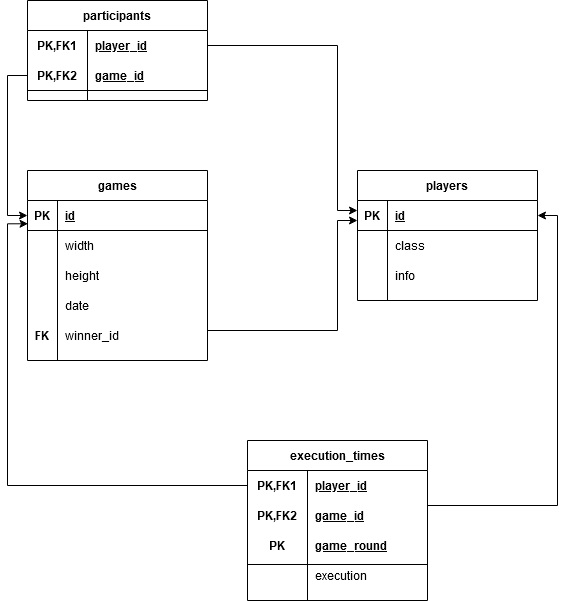 participants
PK,FK1 player_id
PK,FK2 game_id
games
PK id
width
height
date
FK winner_id
players
PK id
class
info
execution_times
PK,FK1 player_id
PK,FK2 game_id
PK game_round
execution